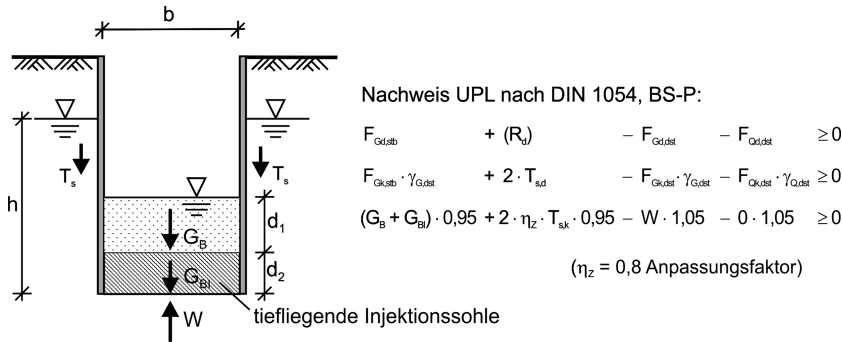 b
Nachweis UPL nach DIN 1054, BS-P:
F_Gd,stb + (R_d) – F_Gd,dst – F_Qd,dst ≥ 0
T_s T_s
F_Gk,stb · γ_G,dst + 2 · T_s,d – F_Gk,dst · γ_G,dst – F_Qk,dst · γ_Q,dst ≥ 0
h
d_1
(G_B + G_BI) · 0,95 + 2 · η_Z · T_s,k · 0,95 – W · 1,05 – 0 · 1,05 ≥ 0
G_B
G_BI
d_2
(η_Z = 0,8 Anpassungsfaktor)
W
tiefliegende Injektionssohle